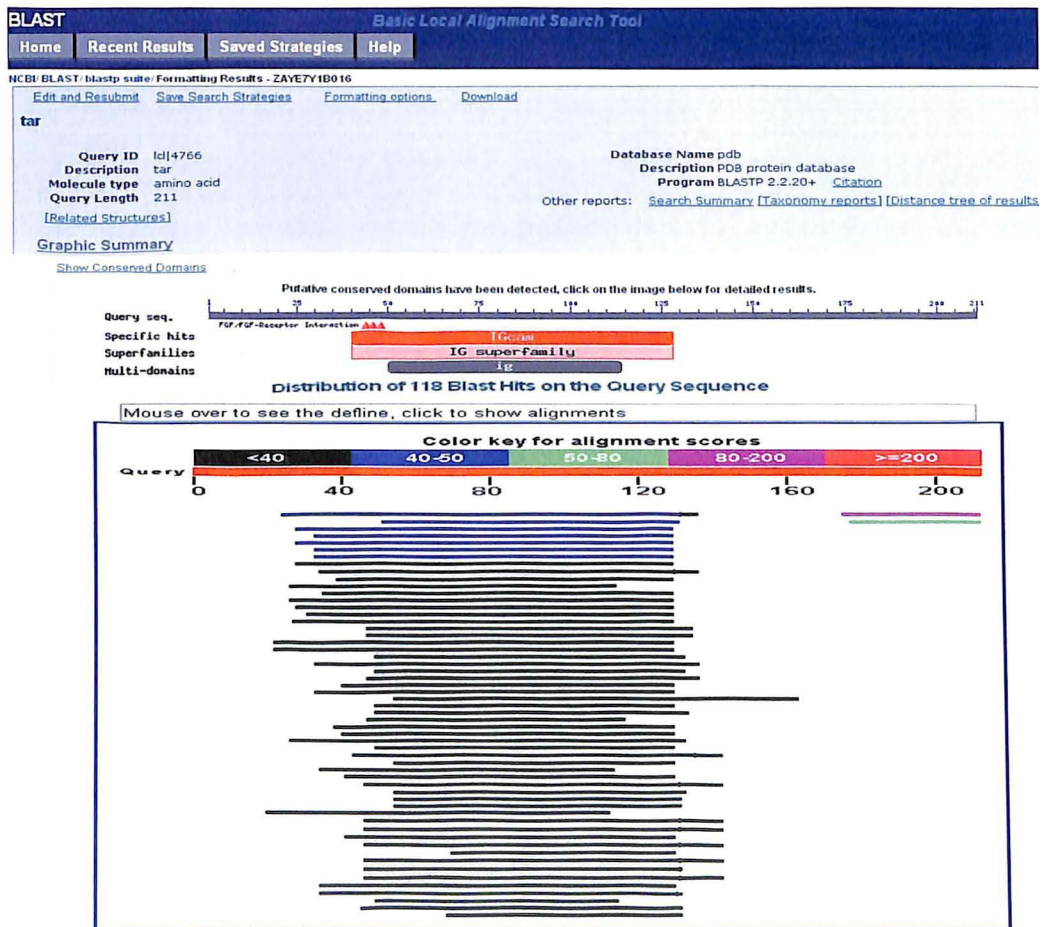 BLAST
Basic Local Alignment Search Tool
Home Recent Results Saved Strategies Help
NCBI/ BLAST/ blastp suite/ Formatting Results - ZAYE7Y1B016
Edit and Resubmit Save Search Strategies Formatting options Download
tar
Query ID lcl|4766
Description tar
Molecule type amino acid
Query Length 211
Database Name pdb
Description PDB protein database
Program BLASTP 2.2.20+ Citation
[Related Structures]
Other reports: Search Summary [Taxonomy reports] [Distance tree of results
Graphic Summary
Show Conserved Domains
Putative conserved domains have been detected, click on the image below for detailed results.
1 25 50 75 100 125 150 175 200 211
Query seq.
FGF/FGF-Receptor Interaction
Specific hits IGcam
Superfamilies IG superfamily
Multi-domains ig
Distribution of 118 Blast Hits on the Query Sequence
Mouse over to see the defline, click to show alignments
Color key for alignment scores
<40 40-50 50-80 80-200 >=200
Query
0 40 80 120 160 200